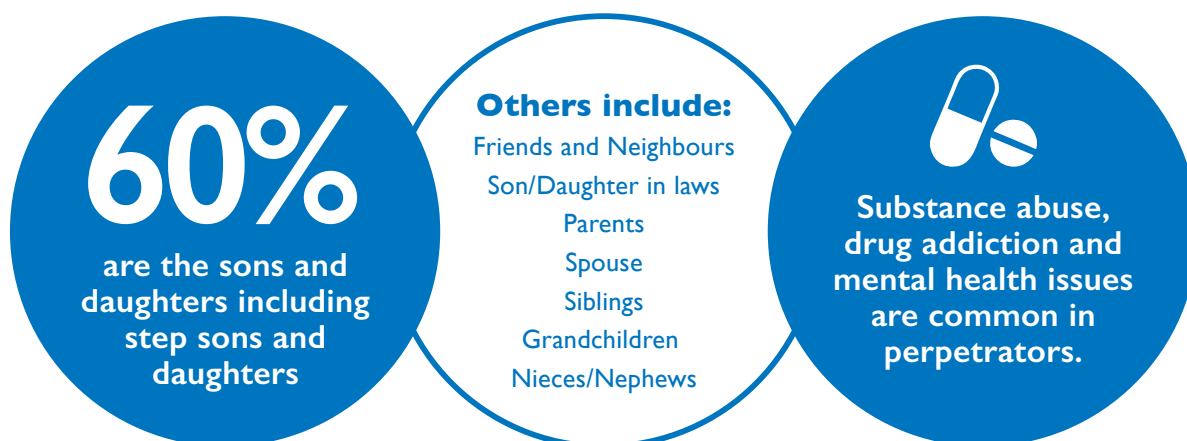 60%
are the sons and
daughters including
step sons and
daughters
Others include:
Friends and Neighbours
Son/Daughter in laws
Parents
Spouse
Siblings
Grandchildren
Nieces/Nephews
Substance abuse,
drug addiction and
mental health issues
are common in
perpetrators.